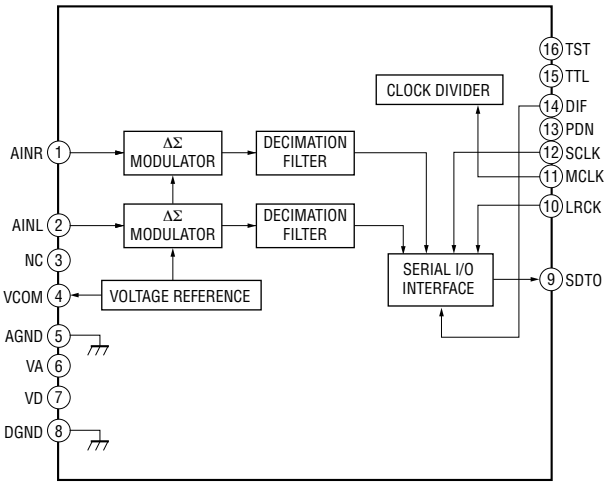 16 TST
15 TTL
CLOCK DIVIDER
14 DIF
13 PDN
AINR 1
ΔΣ
MODULATOR
DECIMATION
FILTER
12 SCLK
11 MCLK
10 LRCK
AINL 2
ΔΣ
MODULATOR
DECIMATION
FILTER
NC 3
SERIAL I/O
INTERFACE
9 SDTO
VCOM 4
VOLTAGE REFERENCE
AGND 5
VA 6
VD 7
DGND 8